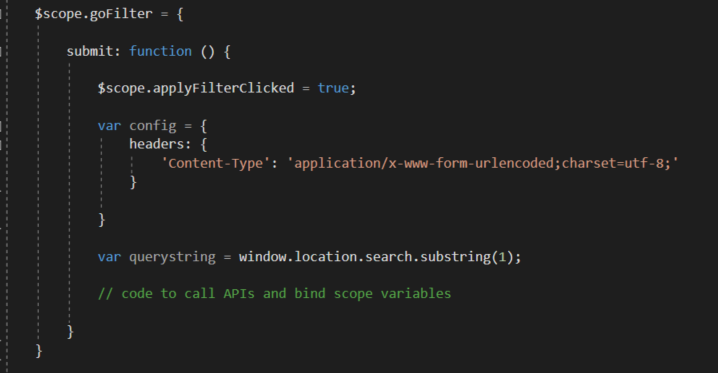 $scope.goFilter = {
submit: function () {
$scope.applyFilterClicked = true;
var config = {
headers: {
'Content-Type': 'application/x-www-form-urlencoded;charset=utf-8;'
}
}
var querystring = window.location.search.substring(1);
// code to call APIs and bind scope variables
}
}